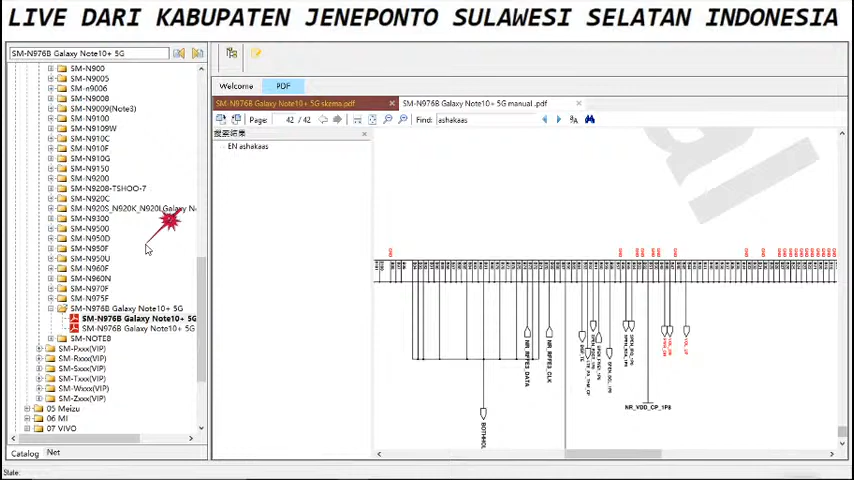 LIVE DARI KABUPATEN JENEPONTO SULAWESI SELATAN INDONESIA
SM-N976B Galaxy Note10+ 5G
SM-N900
SM-N9005
SM-n9006
SM-N9008
SM-N9009(Note3)
SM-N9100
SM-N9109W
SM-N910C
SM-N910F
SM-N910G
SM-N9150
SM-N9200
SM-N9208-TSHOO-7
SM-N920C
SM-N920S_N920K_N920LGalaxy N
SM-N9300
SM-N9500
SM-N950D
SM-N950F
SM-N950U
SM-N960F
SM-N960N
SM-N970F
SM-N975F
SM-N976B Galaxy Note10+ 5G
SM-N976B Galaxy Note10+ 5G
SM-N976B Galaxy Note10+ 5G
SM-NOTE8
SM-Pxxx(VIP)
SM-Rxxx(VIP)
SM-Sxxx(VIP)
SM-Txxx(VIP)
SM-Wxxx(VIP)
SM-Zxxx(VIP)
05 Meizu
06 MI
07 VIVO
Catalog Net
State:
Welcome PDF
SM-N976B Galaxy Note10+ 5G skema.pdf
SM-N976B Galaxy Note10+ 5G manual .pdf
Page: 42 / 42 Find: ashakaas
搜索结果
EN ashakaas
NR_RFFE3_DATA
NR_RFFE3_CLK
NR_VDD_CP_1P8